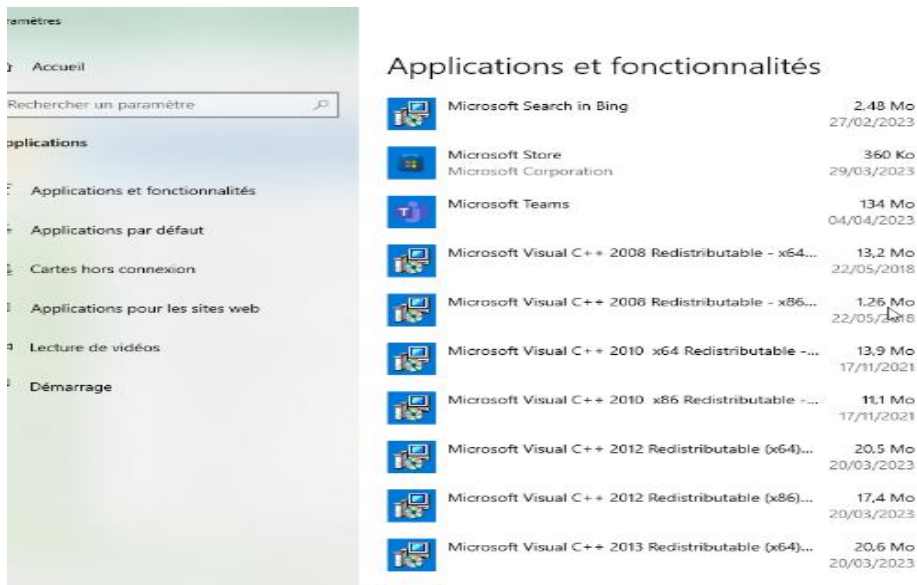 ramètres
Accueil
Rechercher un paramètre
pplications
Applications et fonctionnalités
Applications par défaut
Cartes hors connexion
Applications pour les sites web
Lecture de vidéos
Démarrage
Applications et fonctionnalités
Microsoft Search in Bing 2,48 Mo
27/02/2023
Microsoft Store 360 Ko
Microsoft Corporation 29/03/2023
Microsoft Teams 134 Mo
04/04/2023
Microsoft Visual C++ 2008 Redistributable - x64... 13,2 Mo
22/05/2018
Microsoft Visual C++ 2008 Redistributable - x86... 1,26 Mo
22/05/2018
Microsoft Visual C++ 2010 x64 Redistributable -... 13,9 Mo
17/11/2021
Microsoft Visual C++ 2010 x86 Redistributable -... 11,1 Mo
17/11/2021
Microsoft Visual C++ 2012 Redistributable (x64)... 20,5 Mo
20/03/2023
Microsoft Visual C++ 2012 Redistributable (x86)... 17,4 Mo
20/03/2023
Microsoft Visual C++ 2013 Redistributable (x64)... 20,6 Mo
20/03/2023